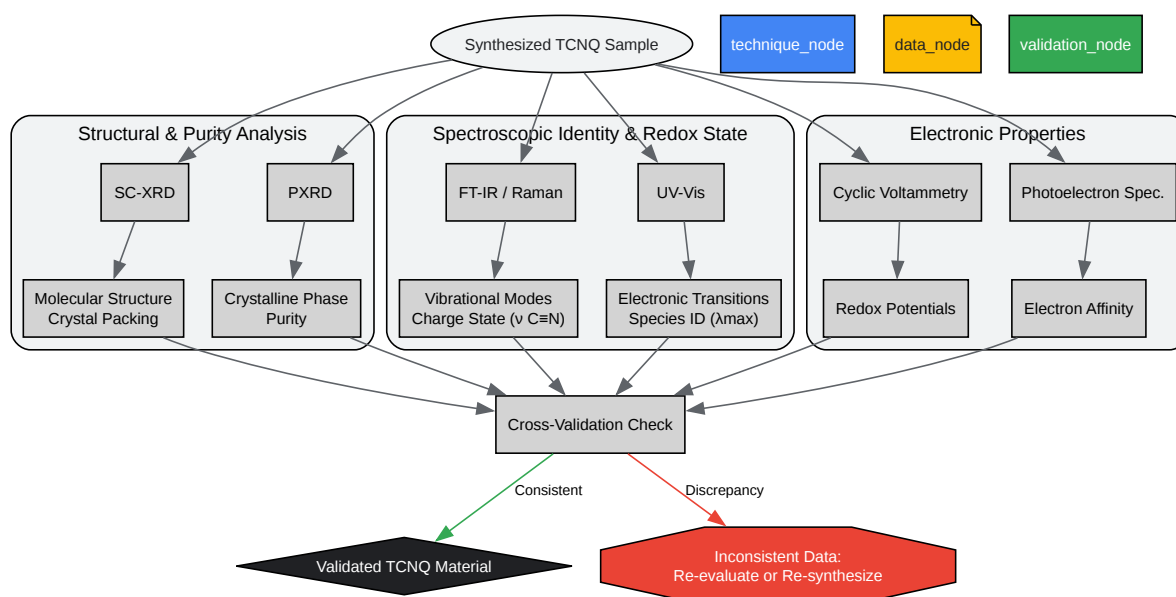 Synthesized TCNQ Sample
technique_node
data_node
validation_node
Structural & Purity Analysis
Spectroscopic Identity & Redox State
Electronic Properties
SC-XRD
PXRD
FT-IR / Raman
UV-Vis
Cyclic Voltammetry
Photoelectron Spec.
Molecular Structure
Crystal Packing
Crystalline Phase
Purity
Vibrational Modes
Charge State (ν C≡N)
Electronic Transitions
Species ID (λmax)
Redox Potentials
Electron Affinity
Cross-Validation Check
Consistent
Discrepancy
Validated TCNQ Material
Inconsistent Data:
Re-evaluate or Re-synthesize